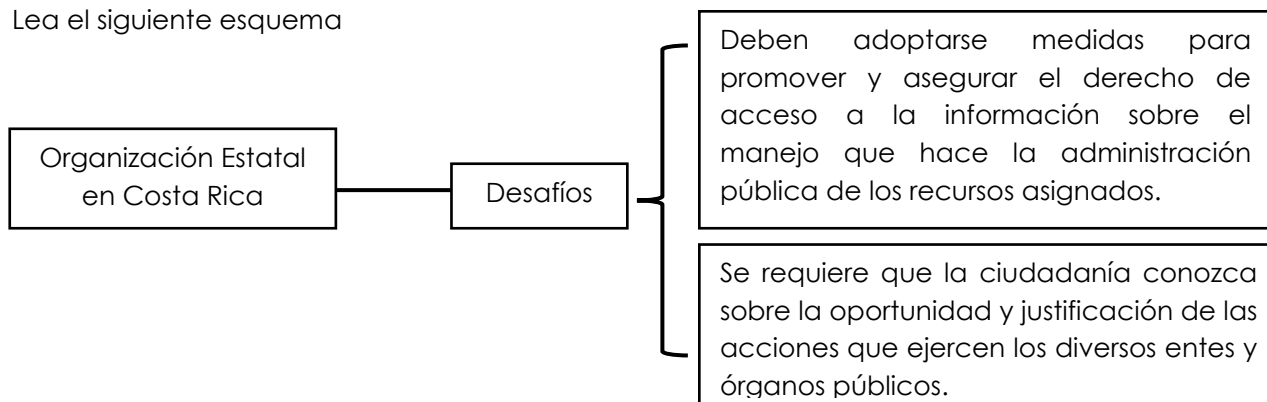 Lea el siguiente esquema
Organización Estatal
en Costa Rica
Desafíos
Deben adoptarse medidas para
promover y asegurar el derecho de
acceso a la información sobre el
manejo que hace la administración
pública de los recursos asignados.
Se requiere que la ciudadanía conozca
sobre la oportunidad y justificación de las
acciones que ejercen los diversos entes y
órganos públicos.